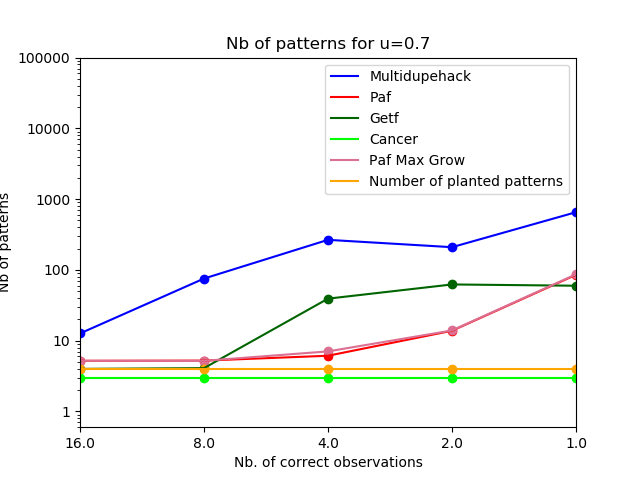 Nb of patterns for u=0.7
100000
10000
1000
100
10
1
Nb of patterns
Multidupehack
Paf
Getf
Cancer
Paf Max Grow
Number of planted patterns
16.0 8.0 4.0 2.0 1.0
Nb. of correct observations